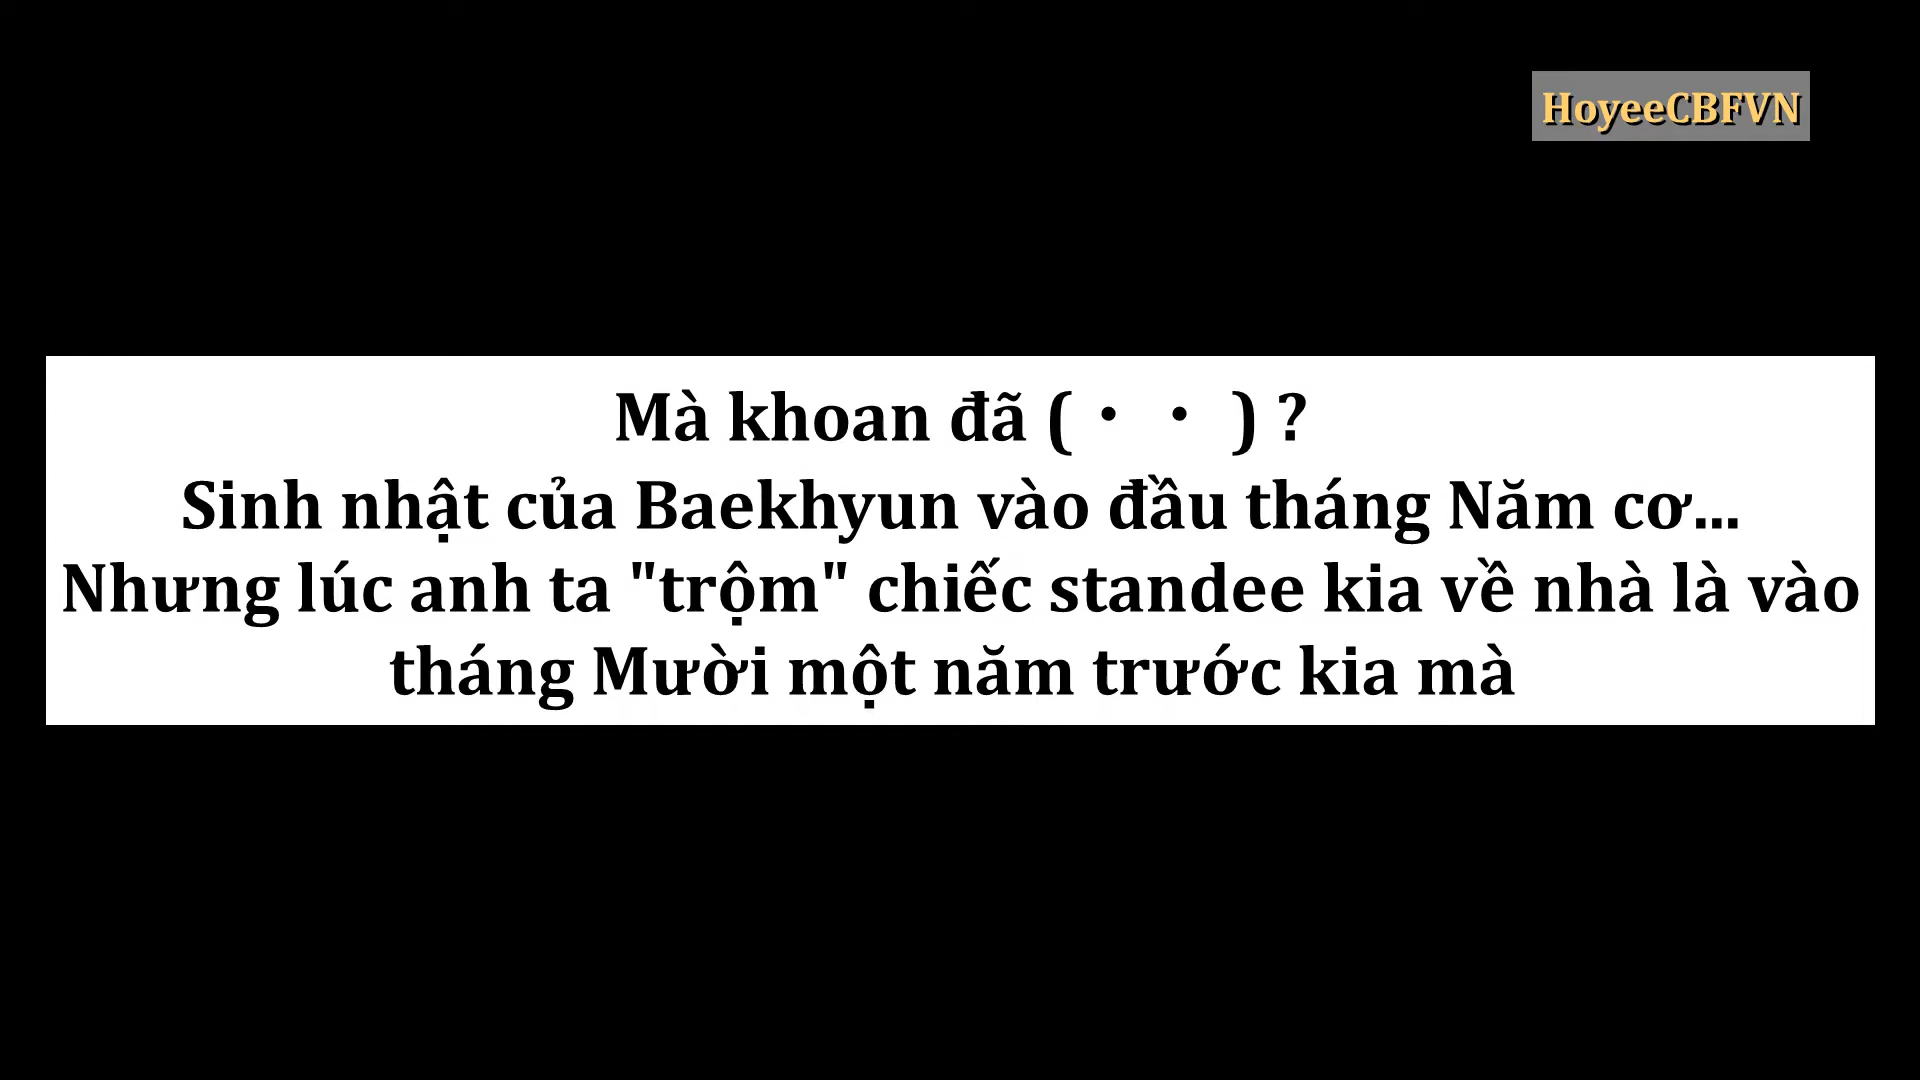 HoyeeCBFVN
Mà khoan đã (・ ・ ) ?
Sinh nhật của Baekhyun vào đầu tháng Năm cơ...
Nhưng lúc anh ta "trộm" chiếc standee kia về nhà là vào
tháng Mười một năm trước kia mà